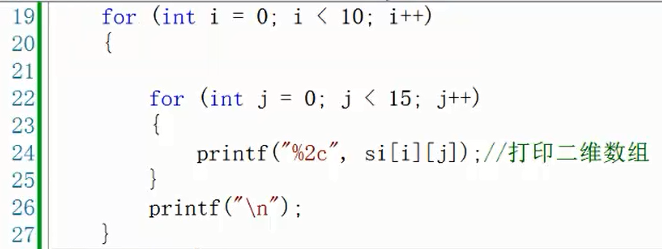 19 for (int i = 0; i < 10; i++)
20 {
21
22 for (int j = 0; j < 15; j++)
23 {
24 printf("%2c", si[i][j]);//打印二维数组
25 }
26 printf("\n");
27 }